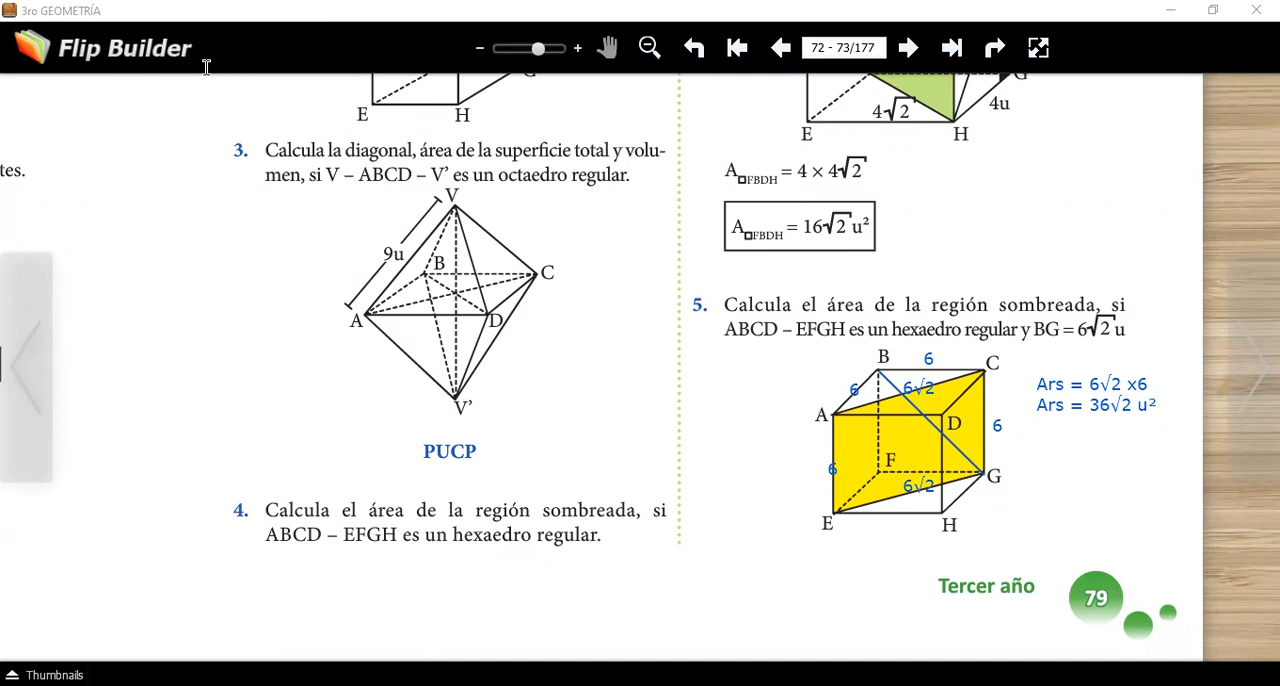 3ro GEOMETRÍA
Flip Builder
72 - 73/177
E
H
tes.
3. Calcula la diagonal, área de la superficie total y volu-
men, si V – ABCD – V’ es un octaedro regular.
V
9u
B
C
A
D
V’
PUCP
4. Calcula el área de la región sombreada, si
ABCD – EFGH es un hexaedro regular.
G
4√2
4u
E
H
A□FBDH = 4 × 4√2
A□FBDH = 16√2 u²
5. Calcula el área de la región sombreada, si
ABCD – EFGH es un hexaedro regular y BG = 6√2 u
B
6
C
6
6√2
A
D
6
6
F
6√2
G
E
H
Ars = 6√2 x6
Ars = 36√2 u²
Tercer año
79
Thumbnails